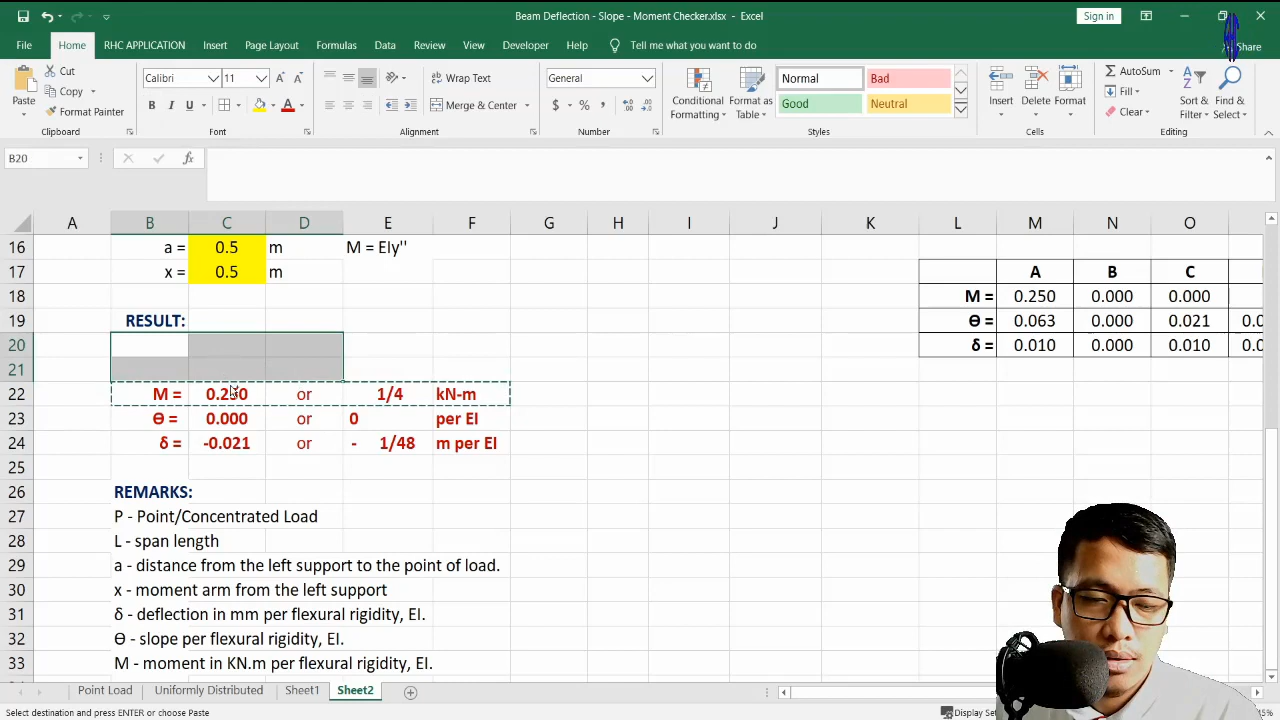 Beam Deflection - Slope - Moment Checker.xlsx - Excel
Sign in
File Home RHC APPLICATION Insert Page Layout Formulas Data Review View Developer Help Tell me what you want to do Share
Paste
Cut
Copy
Format Painter
Clipboard
Calibri 11 A A
B I U A
Font
Wrap Text
Merge & Center
Alignment
General
$ % ,
Number
Conditional Formatting
Format as Table
Normal Bad
Good Neutral
Styles
Insert Delete Format
Cells
AutoSum
Fill
Clear
Sort & Filter
Find & Select
Editing
B20 fx
A B C D E F G H I J K L M N O
16 a = 0.5 m M = EIy''
17 x = 0.5 m A B C
18 M = 0.250 0.000 0.000
19 RESULT: Ө = 0.063 0.000 0.021
20 δ = 0.010 0.000 0.010
21
22 M = or 1/4 kN-m
23 Ө = 0.000 or 0 per EI
24 δ = -0.021 or - 1/48 m per EI
25
26 REMARKS:
27 P - Point/Concentrated Load
28 L - span length
29 a - distance from the left support to the point of load.
30 x - moment arm from the left support
31 δ - deflection in mm per flexural rigidity, EI.
32 Ө - slope per flexural rigidity, EI.
33 M - moment in KN.m per flexural rigidity, EI.
Point Load Uniformly Distributed Sheet1 Sheet2
Select destination and press ENTER or choose Paste